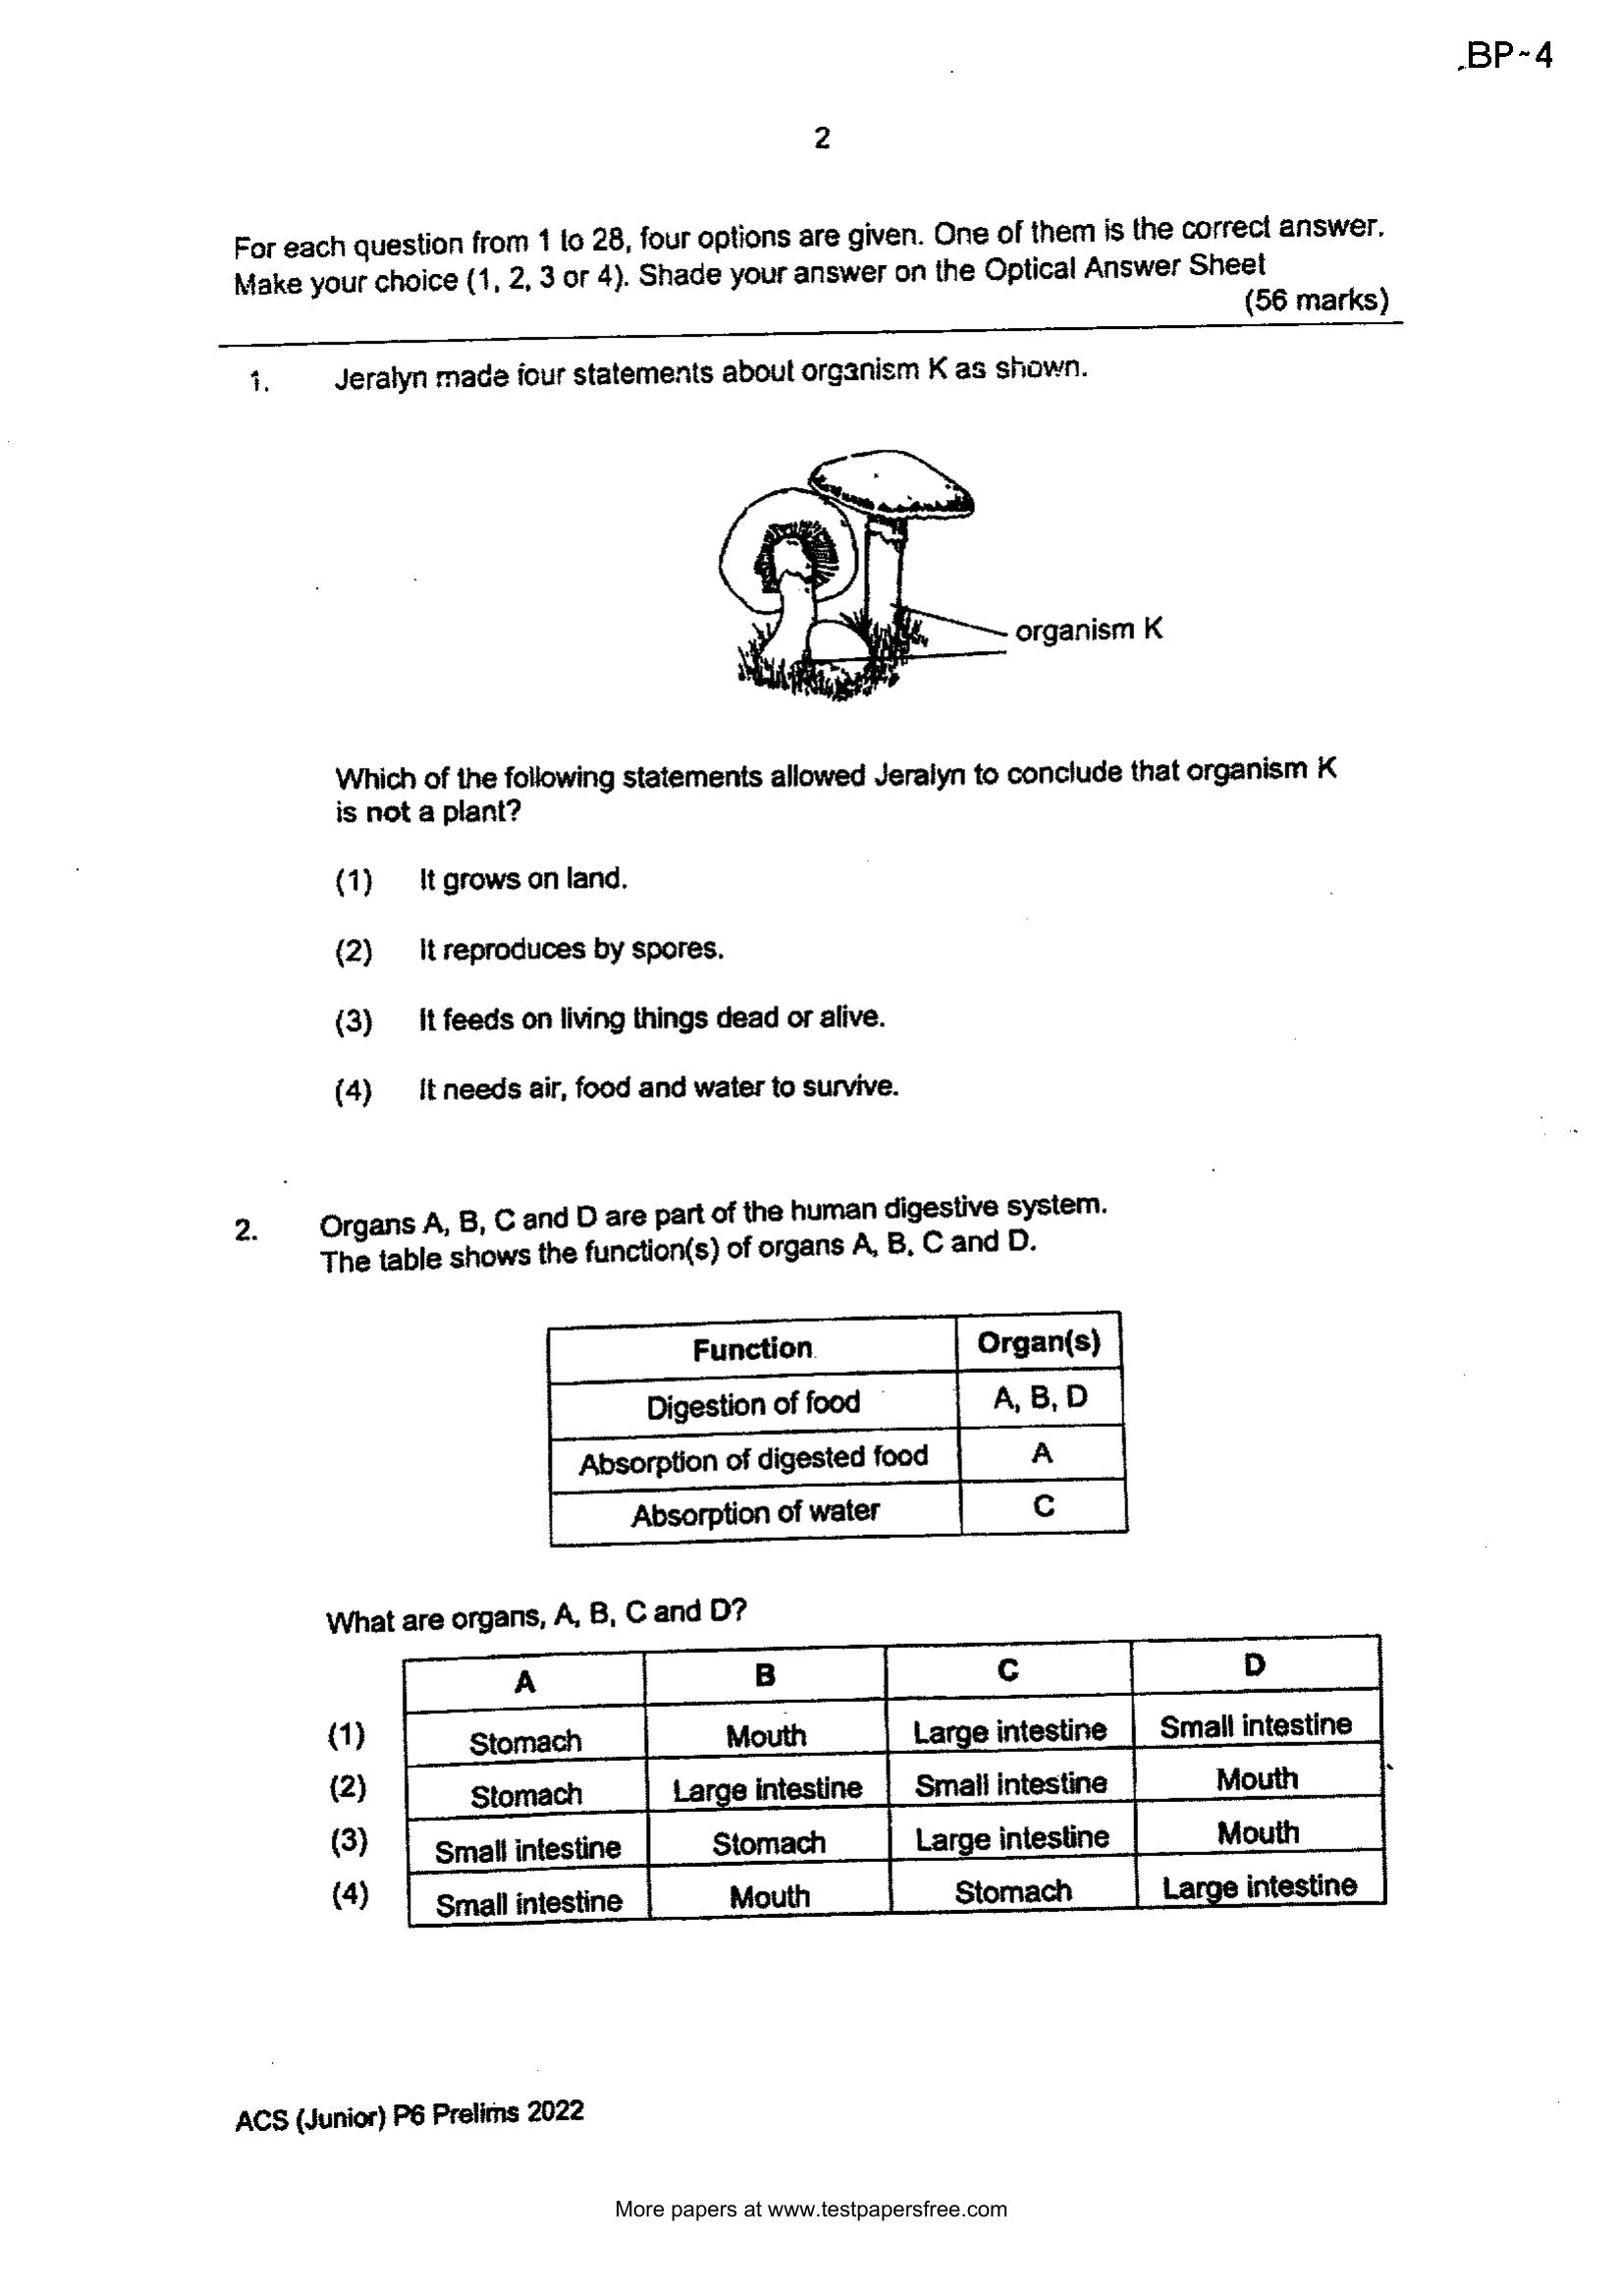 BP~4
2
For each question from 1 to 28, four options are given. One of them is the correct answer.
Make your choice (1, 2, 3 or 4). Shade your answer on the Optical Answer Sheet
(56 marks)
1. Jeralyn made four statements about organism K as shown.
organism K
Which of the following statements allowed Jeralyn to conclude that organism K
is not a plant?
(1) It grows on land.
(2) It reproduces by spores.
(3) It feeds on living things dead or alive.
(4) It needs air, food and water to survive.
2. Organs A, B, C and D are part of the human digestive system.
The table shows the function(s) of organs A, B, C and D.
Function Organ(s)
Digestion of food A, B, D
Absorption of digested food A
Absorption of water C
What are organs, A, B, C and D?
A B C D
(1) Stomach Mouth Large intestine Small intestine
(2) Stomach Large intestine Small intestine Mouth
(3) Small intestine Stomach Large intestine Mouth
(4) Small intestine Mouth Stomach Large intestine
ACS (Junior) P6 Prelims 2022
More papers at www.testpapersfree.com